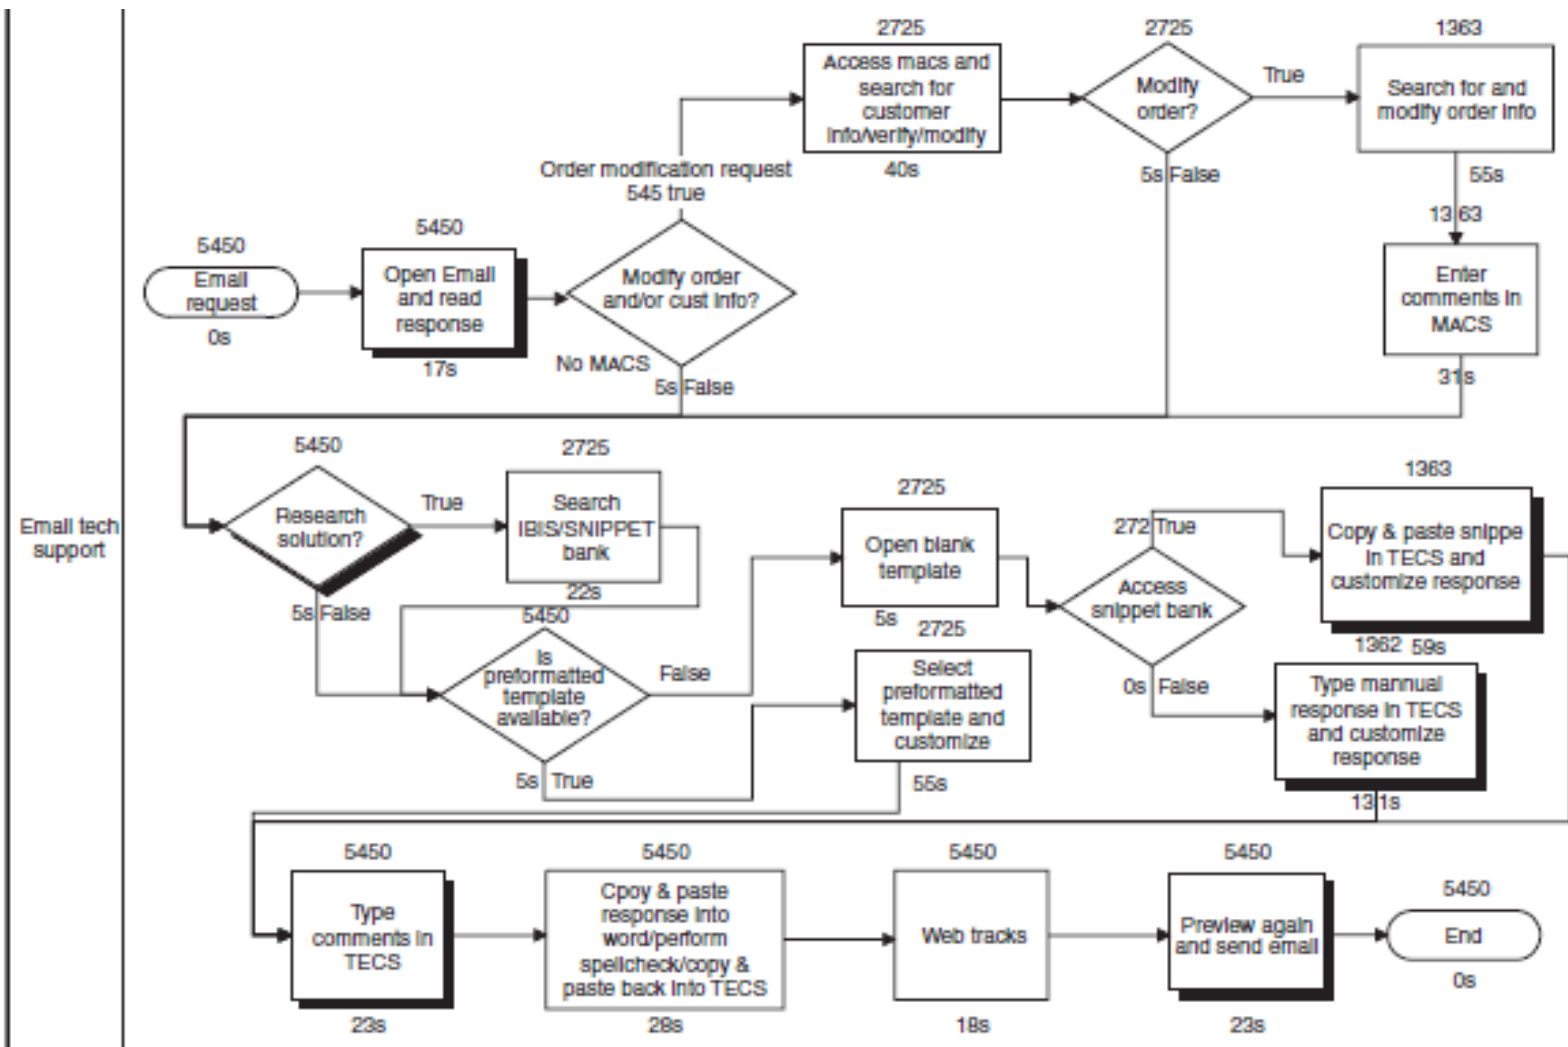 Email tech
support
5450
Email
request
0s
5450
Open Email
and read
response
17s
Order modification request
545 true
Modify order
and/or cust info?
No MACS
5s False
2725
Access macs and
search for
customer
info/verify/modify
40s
2725
Modify
order?
True
5s False
1363
Search for and
modify order info
55s
1363
Enter
comments in
MACS
31s
5450
Research
solution?
True
5s False
2725
Search
IBIS/SNIPPET
bank
22s
5450
Is
preformatted
template
available?
False
5s True
2725
Open blank
template
5s
2725
Select
preformatted
template and
customize
55s
272 True
Access
snippet bank
0s False
1363
Copy & paste snippe
in TECS and
customize response
59s
1362
Type mannual
response in TECS
and customize
response
131s
5450
Type
comments in
TECS
23s
5450
Cpoy & paste
response into
word/perform
spellcheck/copy &
paste back into TECS
28s
5450
Web tracks
18s
5450
Preview again
and send email
23s
5450
End
0s